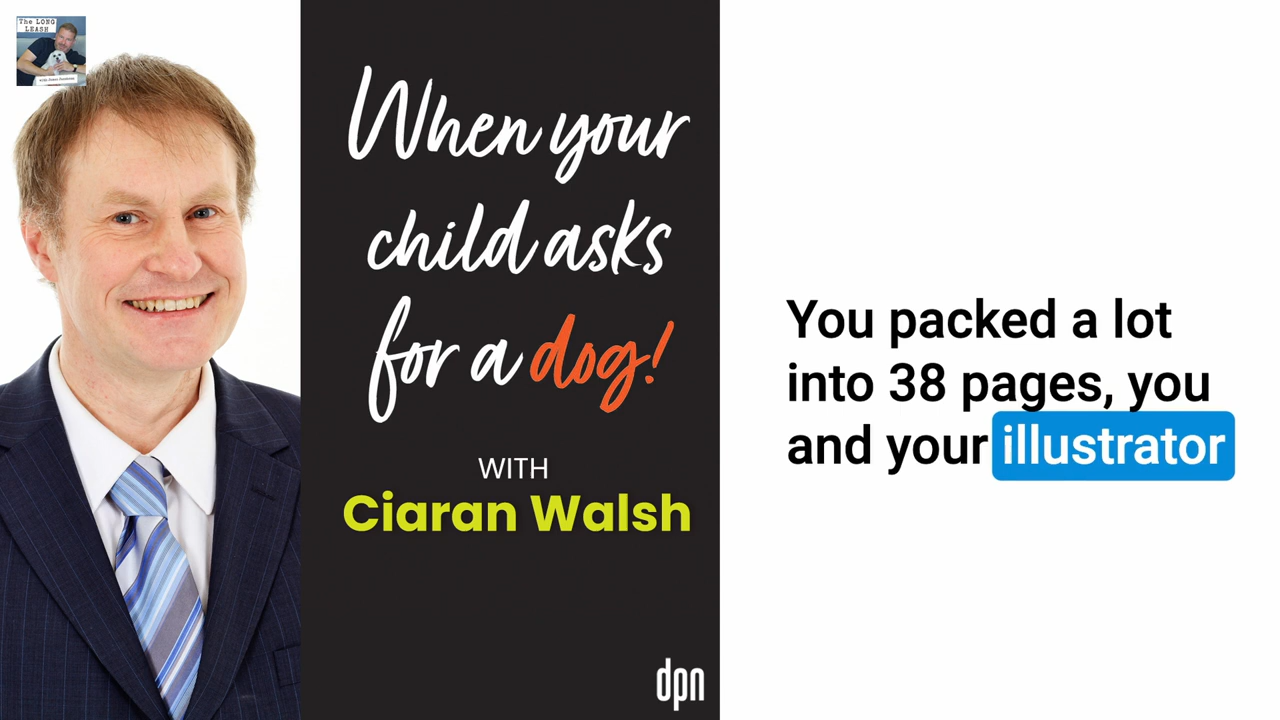 The LONG
LEASH
When your
child asks
for a dog!
WITH
Ciaran Walsh
dpn
You packed a lot
into 38 pages, you
and your illustrator